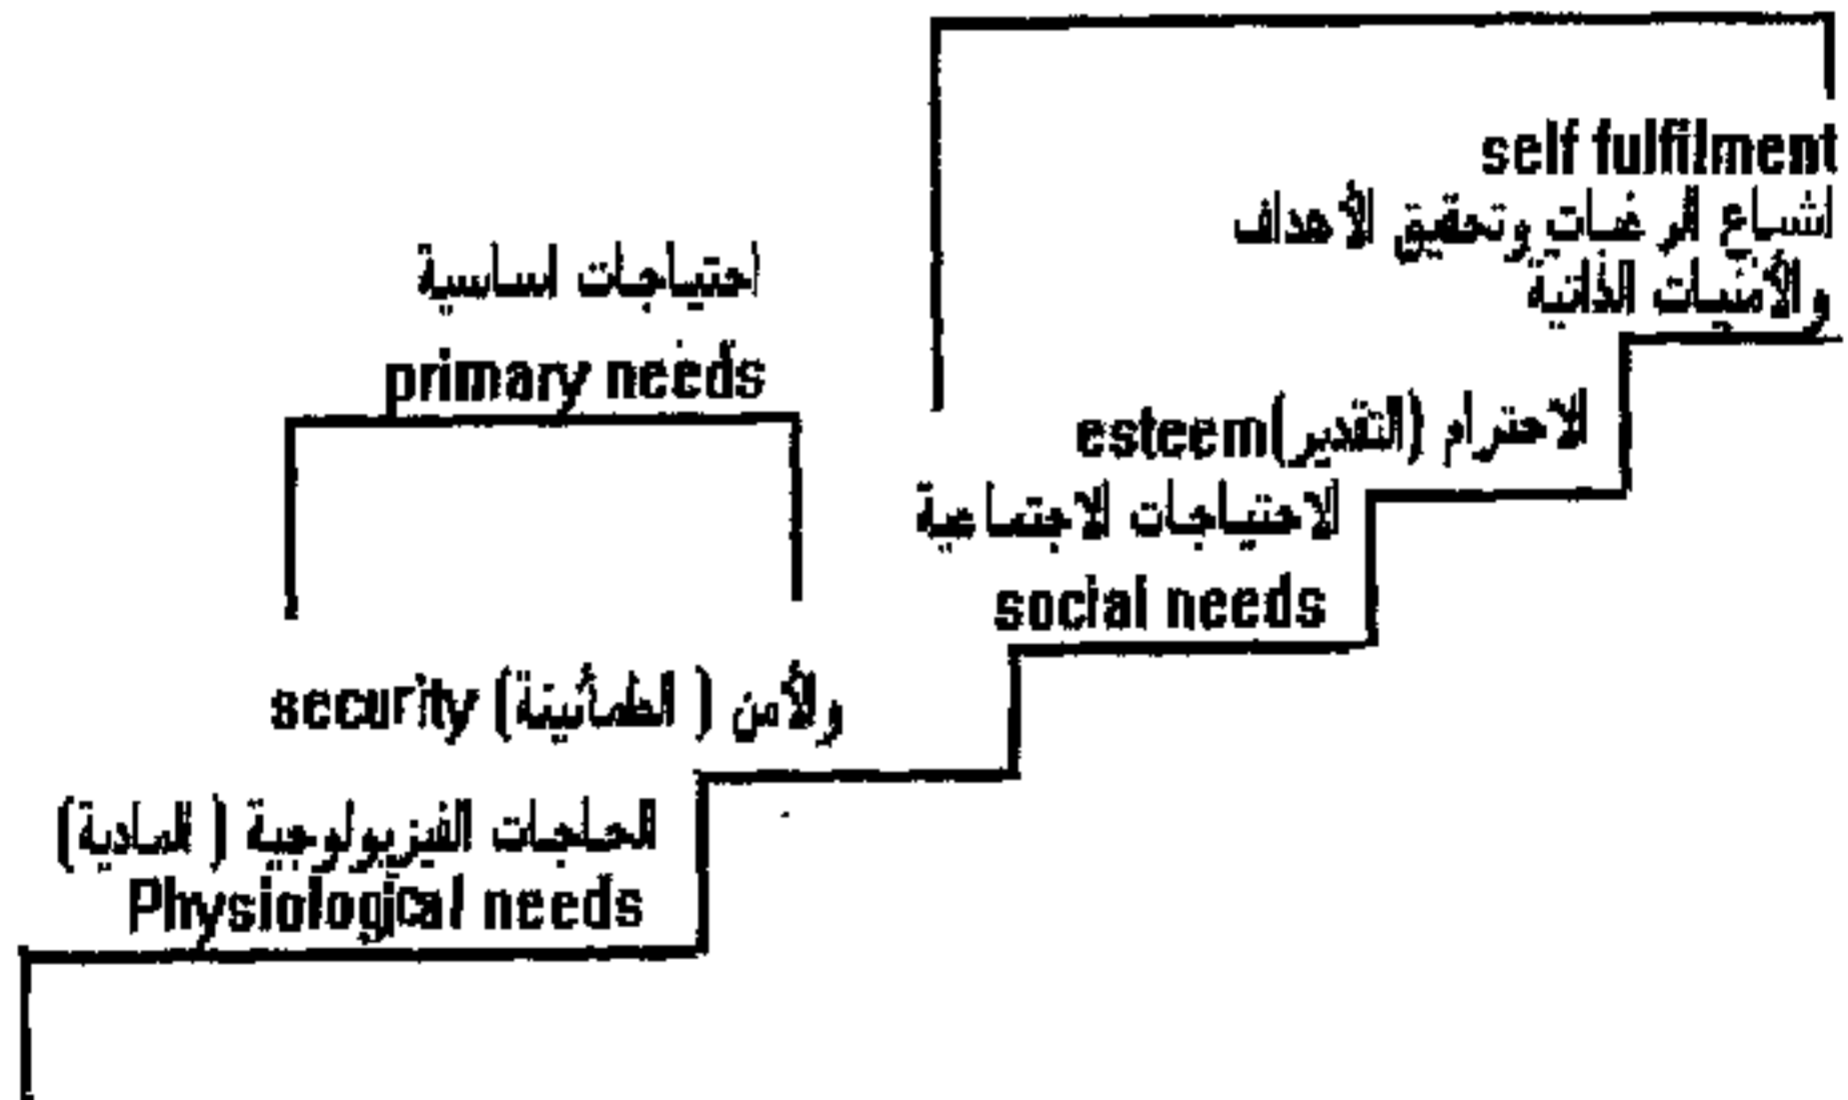 self fulfilment
اشباع الرغبات وتحقيق الأهداف
والأمنيات الذاتية
احتياجات اساسية
primary needs
الاحترام (التقدير) esteem
الاحتياجات الاجتماعية
social needs
والأمن ( الطمأنينة) security
الحاجات الفيزيولوجية ( المادية)
Physiological needs